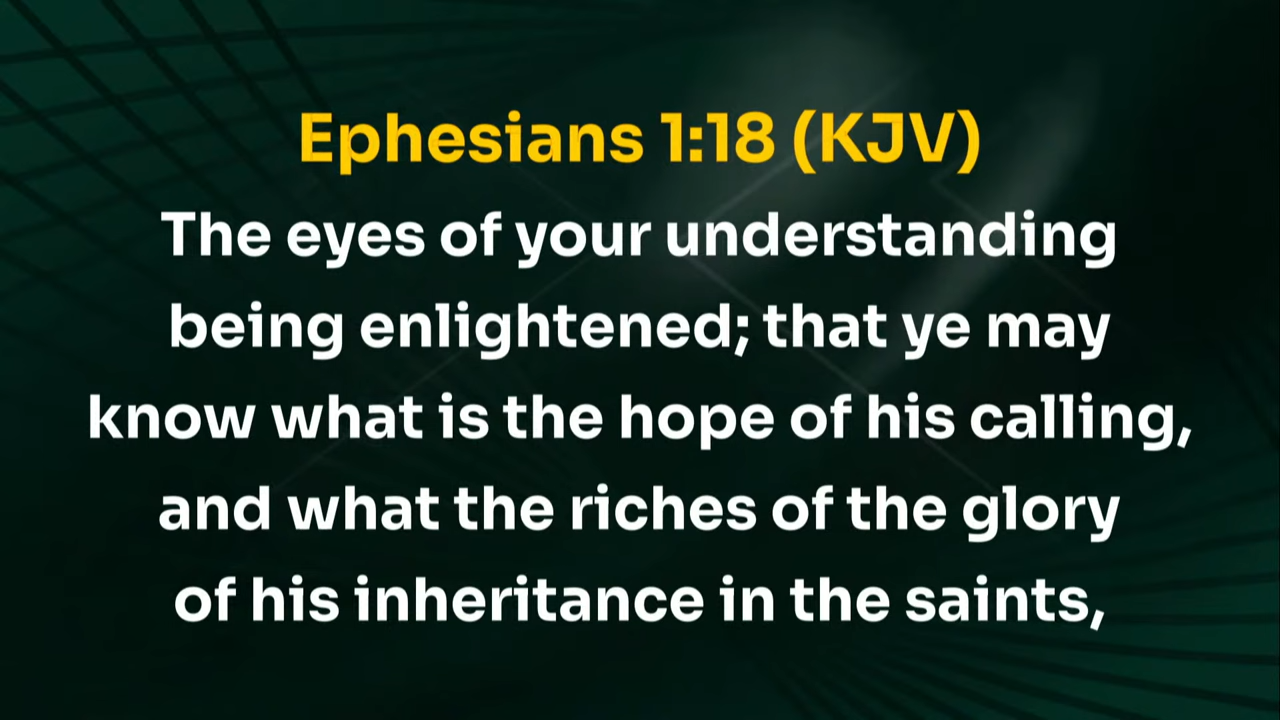 Ephesians 1:18 (KJV)
The eyes of your understanding
being enlightened; that ye may
know what is the hope of his calling,
and what the riches of the glory
of his inheritance in the saints,